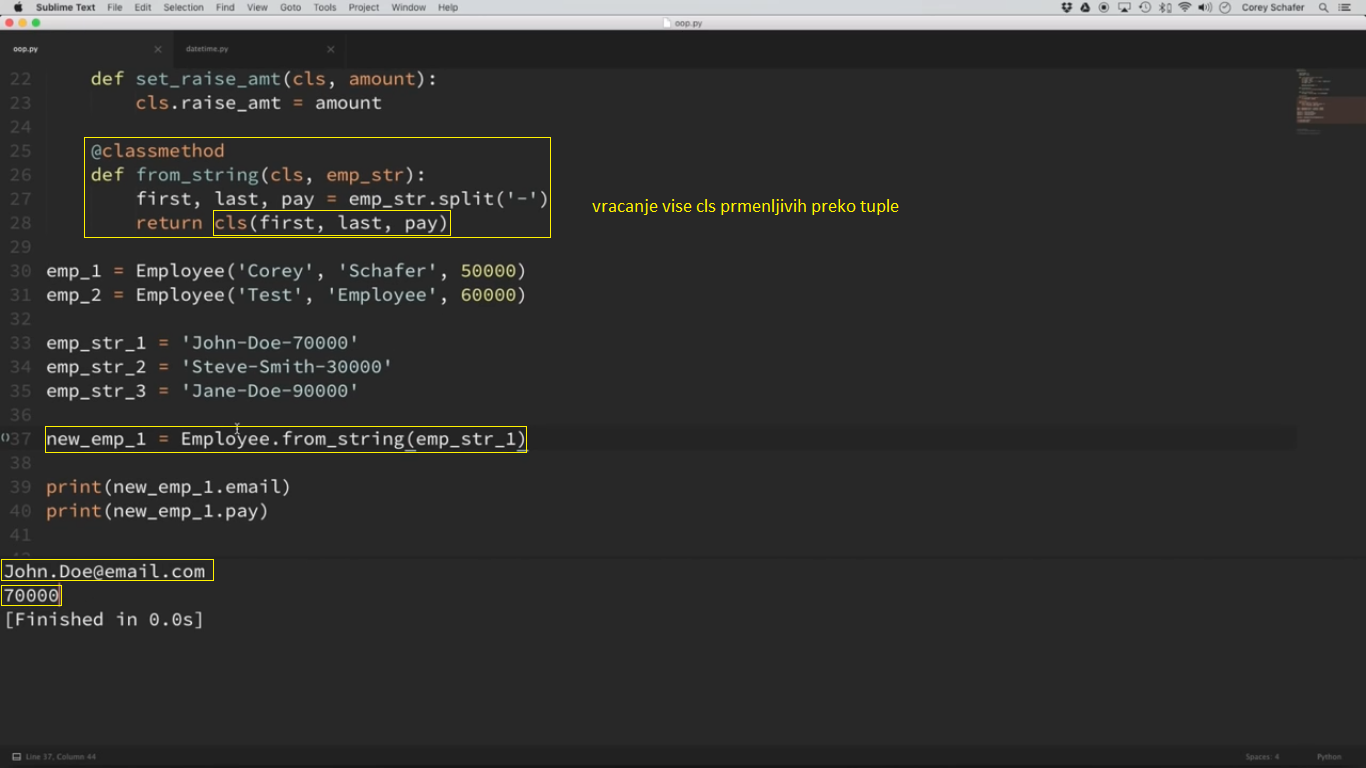 Sublime Text File Edit Selection Find View Goto Tools Project Window Help Corey Schafer
oop.py
oop.py datetime.py
22 def set_raise_amt(cls, amount):
23 cls.raise_amt = amount
24
25 @classmethod
26 def from_string(cls, emp_str):
27 first, last, pay = emp_str.split('-')
28 return cls(first, last, pay)
vracanje vise cls prmenljivih preko tuple
29
30 emp_1 = Employee('Corey', 'Schafer', 50000)
31 emp_2 = Employee('Test', 'Employee', 60000)
32
33 emp_str_1 = 'John-Doe-70000'
34 emp_str_2 = 'Steve-Smith-30000'
35 emp_str_3 = 'Jane-Doe-90000'
36
37 new_emp_1 = Employee.from_string(emp_str_1)
38
39 print(new_emp_1.email)
40 print(new_emp_1.pay)
41
John.Doe@email.com
70000
[Finished in 0.0s]
Line 37, Column 44 Spaces: 4 Python